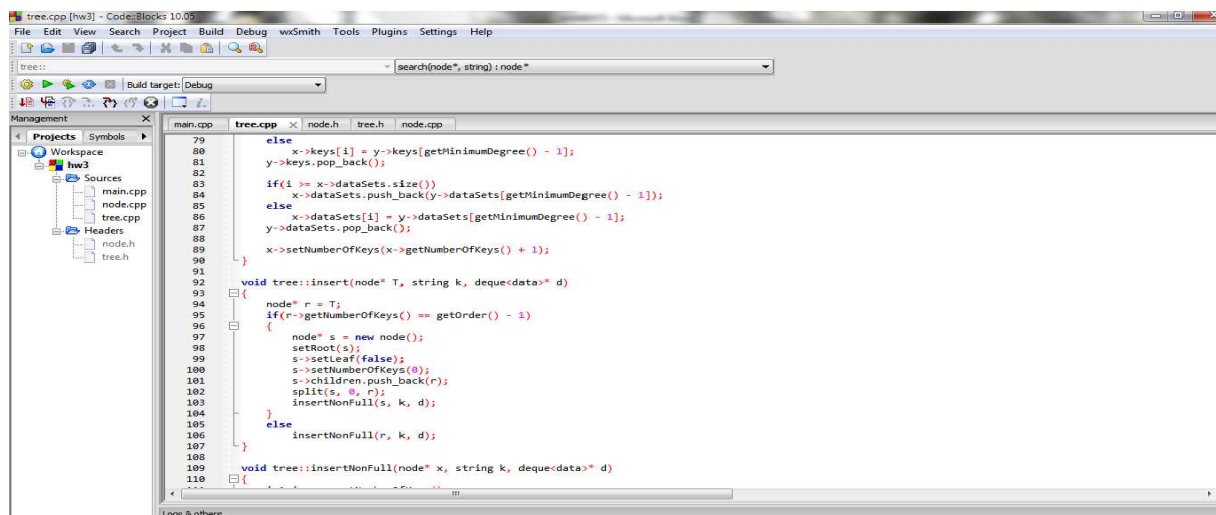 tree.cpp [hw3] - Code::Blocks 10.05
File Edit View Search Project Build Debug wxSmith Tools Plugins Settings Help
tree::
search(node*, string) : node*
Build target: Debug
Management
Projects Symbols
Workspace
hw3
Sources
main.cpp
node.cpp
tree.cpp
Headers
node.h
tree.h
main.cpp tree.cpp node.h tree.h node.cpp
79 else
80 x->keys[i] = y->keys[getMinimumDegree() - 1];
81 y->keys.pop_back();
82
83 if(i >= x->dataSets.size())
84 x->dataSets.push_back(y->dataSets[getMinimumDegree() - 1]);
85 else
86 x->dataSets[i] = y->dataSets[getMinimumDegree() - 1];
87 y->dataSets.pop_back();
88
89 x->setNumberOfKeys(x->getNumberOfKeys() + 1);
90 }
91
92 void tree::insert(node* T, string k, deque<data>* d)
93 {
94 node* r = T;
95 if(r->getNumberOfKeys() == getOrder() - 1)
96 {
97 node* s = new node();
98 setRoot(s);
99 s->setLeaf(false);
100 s->setNumberOfKeys(0);
101 s->children.push_back(r);
102 split(s, 0, r);
103 insertNonFull(s, k, d);
104 }
105 else
106 insertNonFull(r, k, d);
107 }
108
109 void tree::insertNonFull(node* x, string k, deque<data>* d)
110 {
Logs & others